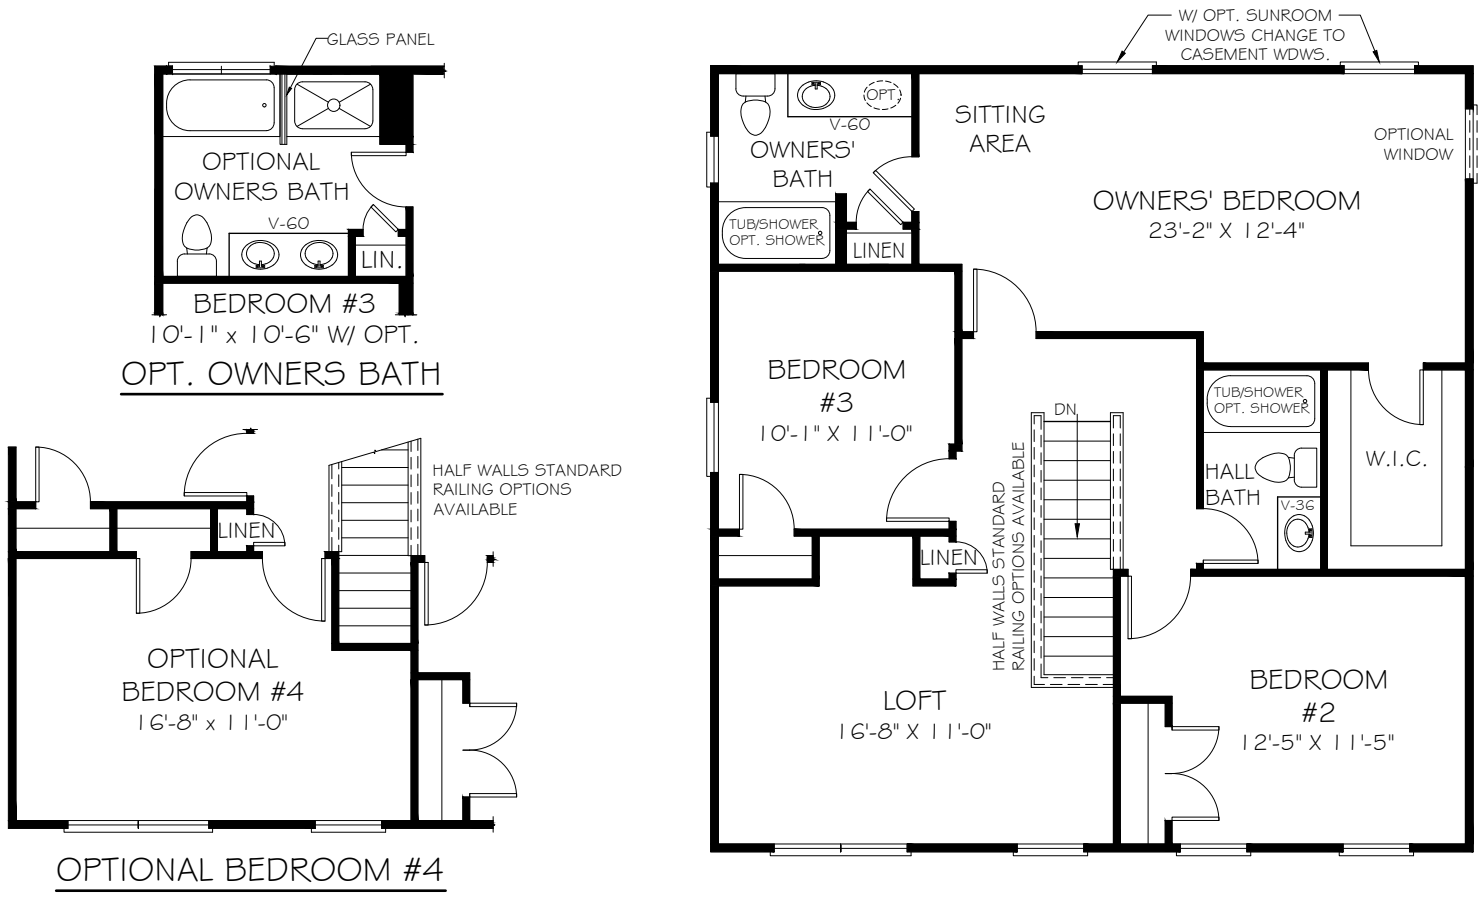 GLASS PANEL
OPTIONAL
OWNERS BATH
V-60
LIN.
BEDROOM #3
10'-1" x 10'-6" W/ OPT.
OPT. OWNERS BATH
HALF WALLS STANDARD
RAILING OPTIONS
AVAILABLE
LINEN
OPTIONAL
BEDROOM #4
16'-8" x 11'-0"
OPTIONAL BEDROOM #4
W/ OPT. SUNROOM
WINDOWS CHANGE TO
CASEMENT WDWS.
OPT
V-60
OWNERS'
BATH
SITTING
AREA
OPTIONAL
WINDOW
OWNERS' BEDROOM
23'-2" X 12'-4"
TUB/SHOWER
OPT. SHOWER
LINEN
BEDROOM
#3
10'-1" X 11'-0"
DN
TUB/SHOWER
OPT. SHOWER
HALL
BATH
V-36
W.I.C.
LINEN
HALF WALLS STANDARD
RAILING OPTIONS AVAILABLE
LOFT
16'-8" X 11'-0"
BEDROOM
#2
12'-5" X 11'-5"